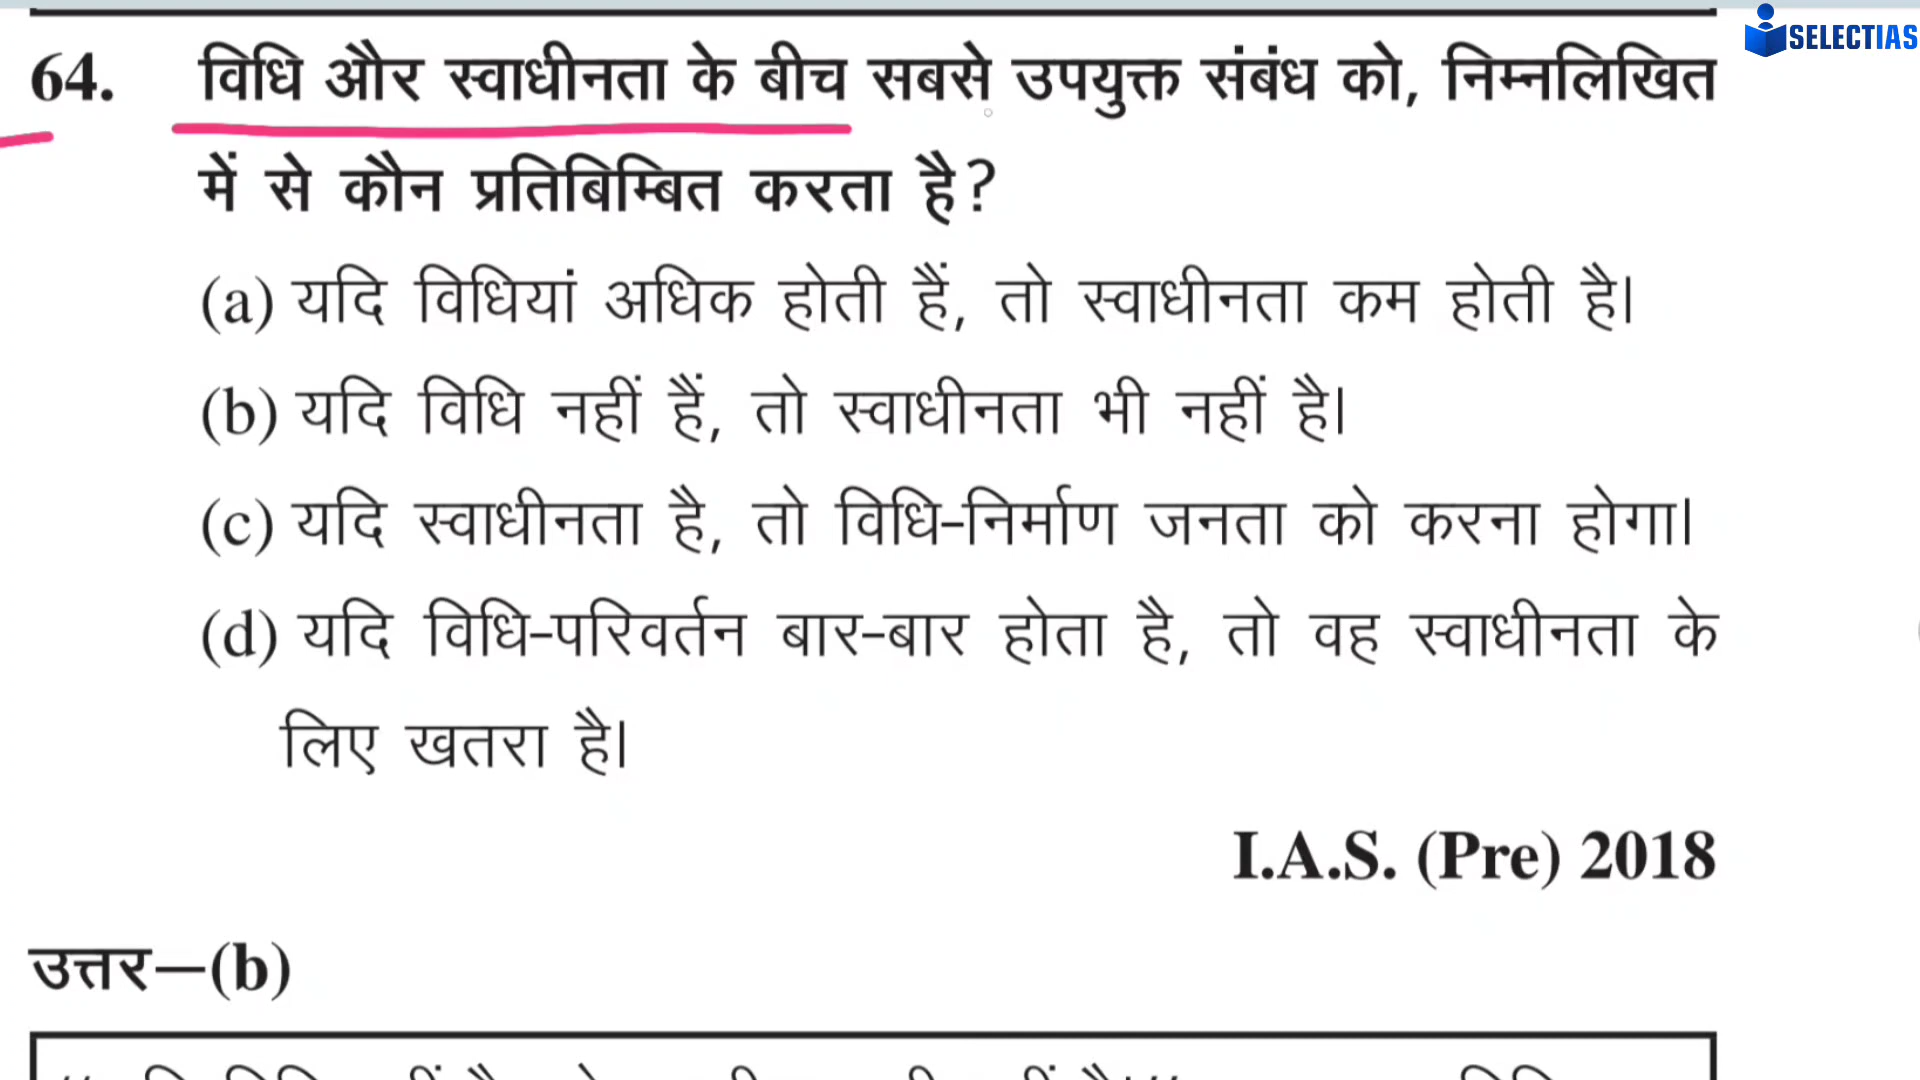 SELECTIAS
64. विधि और स्वाधीनता के बीच सबसे उपयुक्त संबंध को, निम्नलिखित
में से कौन प्रतिबिम्बित करता है?
(a) यदि विधियां अधिक होती हैं, तो स्वाधीनता कम होती है।
(b) यदि विधि नहीं हैं, तो स्वाधीनता भी नहीं है।
(c) यदि स्वाधीनता है, तो विधि-निर्माण जनता को करना होगा।
(d) यदि विधि-परिवर्तन बार-बार होता है, तो वह स्वाधीनता के
लिए खतरा है।
I.A.S. (Pre) 2018
उत्तर—(b)